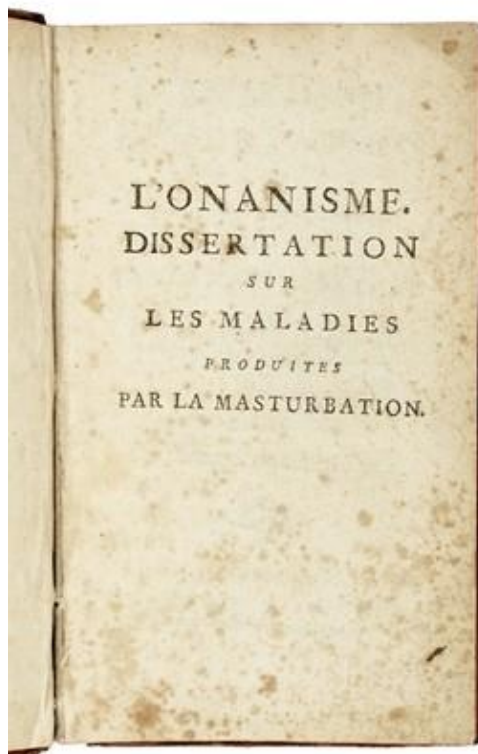 L'ONANISME.
DISSERTATION
SUR
LES MALADIES
PRODUITES
PAR LA MASTURBATION.